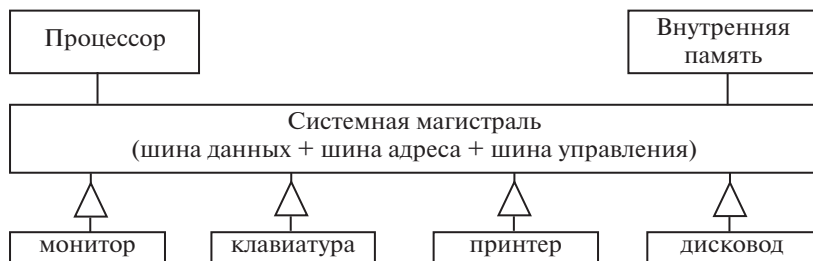 Процессор
Внутренняя
память
Системная магистраль
(шина данных + шина адреса + шина управления)
монитор
клавиатура
принтер
дисковод